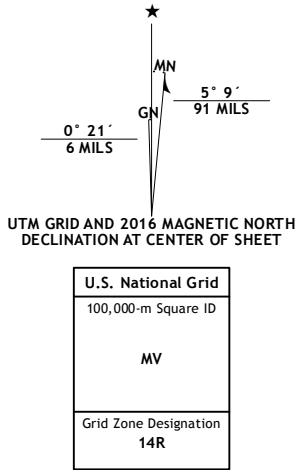 ★
MN
GN
5° 9´
91 MILS
0° 21´
6 MILS
UTM GRID AND 2016 MAGNETIC NORTH
DECLINATION AT CENTER OF SHEET
U.S. National Grid
100,000-m Square ID
MV
Grid Zone Designation
14R